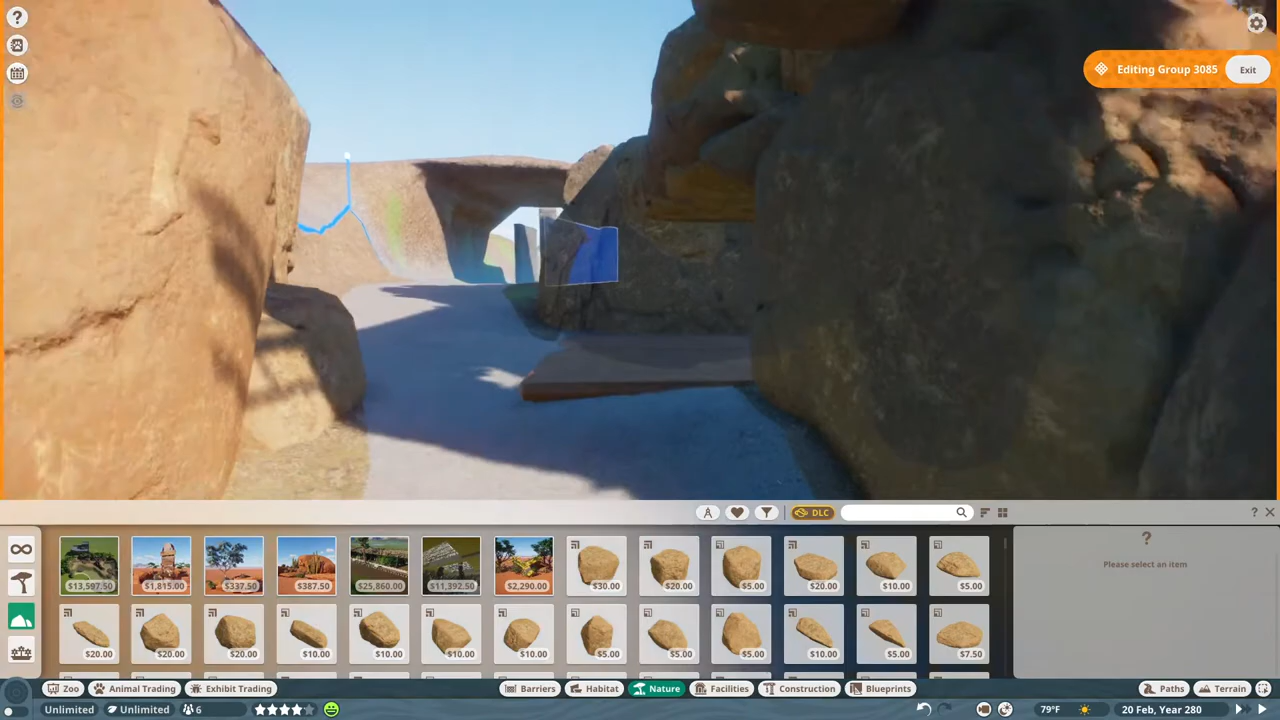 ?
Editing Group 3085
Exit
DLC
? ×
$13,597.50
$1,815.00
$337.50
$387.50
$25,860.00
$11,392.50
$2,290.00
$30.00
$20.00
$5.00
$20.00
$10.00
$5.00
?
Please select an item
$20.00
$20.00
$20.00
$10.00
$10.00
$10.00
$10.00
$5.00
$5.00
$5.00
$10.00
$5.00
$7.50
Zoo
Animal Trading
Exhibit Trading
Barriers
Habitat
Nature
Facilities
Construction
Blueprints
Paths
Terrain
Unlimited
Unlimited
6
79°F
20 Feb, Year 280